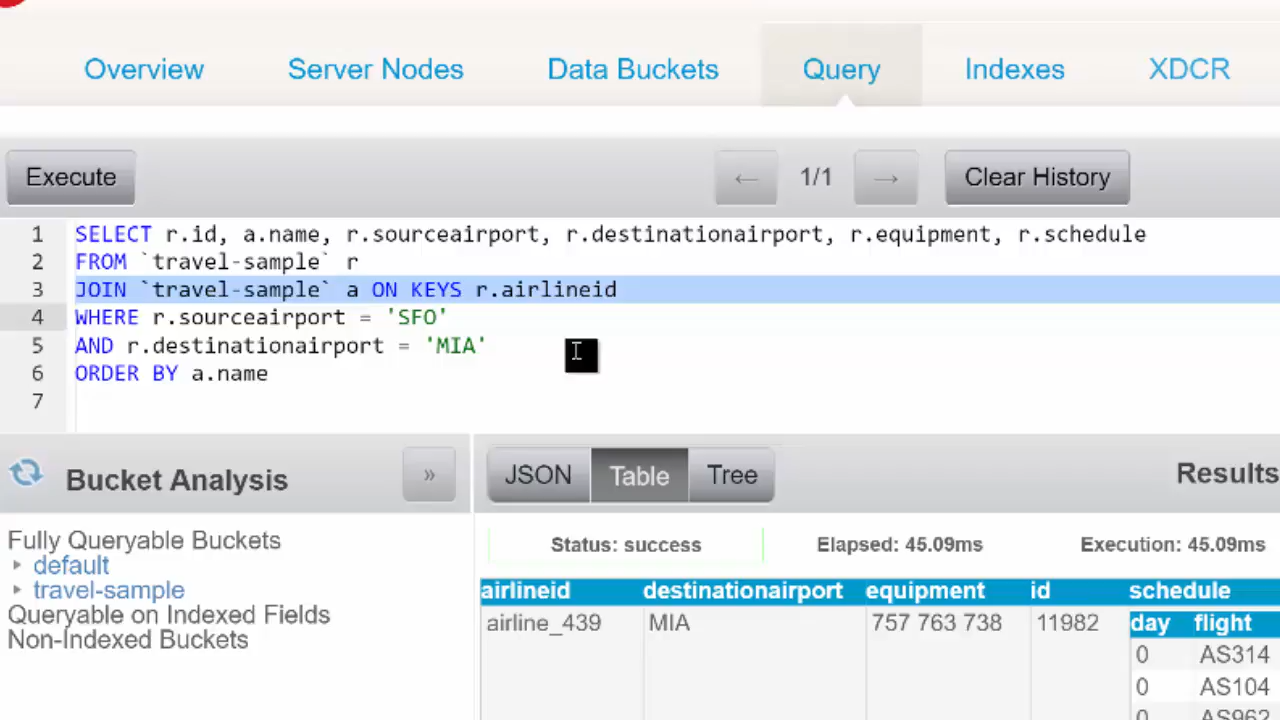 Overview Server Nodes Data Buckets Query Indexes XDCR
Execute ← 1/1 → Clear History
1 SELECT r.id, a.name, r.sourceairport, r.destinationairport, r.equipment, r.schedule
2 FROM `travel-sample` r
3 JOIN `travel-sample` a ON KEYS r.airlineid
4 WHERE r.sourceairport = 'SFO'
5 AND r.destinationairport = 'MIA'
6 ORDER BY a.name
7
Bucket Analysis »
Fully Queryable Buckets
default
travel-sample
Queryable on Indexed Fields
Non-Indexed Buckets
JSON Table Tree Results
Status: success Elapsed: 45.09ms Execution: 45.09ms
airlineid destinationairport equipment id schedule
airline_439 MIA 757 763 738 11982 day flight
0 AS314
0 AS104
0 AS962